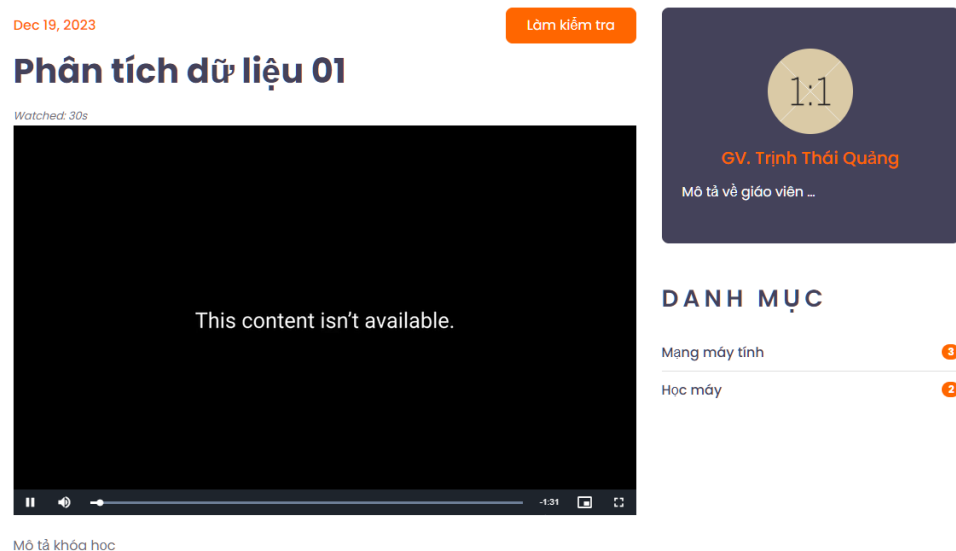 Dec 19, 2023
Làm kiểm tra
Phân tích dữ liệu 01
Watched: 30s
This content isn't available.
-1:31
Mô tả khóa học
1:1
GV. Trịnh Thái Quảng
Mô tả về giáo viên ...
DANH MỤC
Mạng máy tính
3
Học máy
2